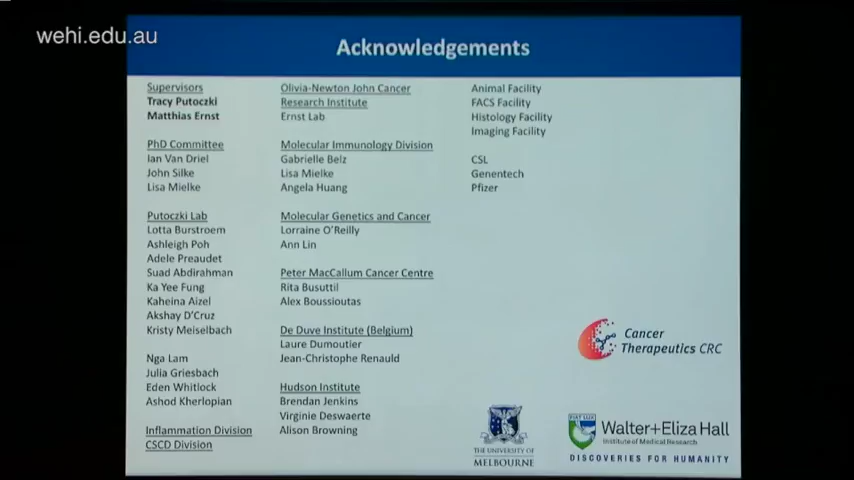 wehi.edu.au
Acknowledgements
Supervisors
Tracy Putoczki
Matthias Ernst
PhD Committee
Ian Van Driel
John Silke
Lisa Mielke
Putoczki Lab
Lotta Burstroem
Ashleigh Poh
Adele Preaudet
Suad Abdirahman
Ka Yee Fung
Kaheina Aizel
Akshay D'Cruz
Kristy Meiselbach
Nga Lam
Julia Griesbach
Eden Whitlock
Ashod Kherlopian
Inflammation Division
CSCD Division
Olivia-Newton John Cancer
Research Institute
Ernst Lab
Molecular Immunology Division
Gabrielle Belz
Lisa Mielke
Angela Huang
Molecular Genetics and Cancer
Lorraine O'Reilly
Ann Lin
Peter MacCallum Cancer Centre
Rita Busuttil
Alex Boussioutas
De Duve Institute (Belgium)
Laure Dumoutier
Jean-Christophe Renauld
Hudson Institute
Brendan Jenkins
Virginie Deswaerte
Alison Browning
Animal Facility
FACS Facility
Histology Facility
Imaging Facility
CSL
Genentech
Pfizer
Cancer
Therapeutics CRC
THE UNIVERSITY OF
MELBOURNE
Walter+Eliza Hall
Institute of Medical Research
DISCOVERIES FOR HUMANITY